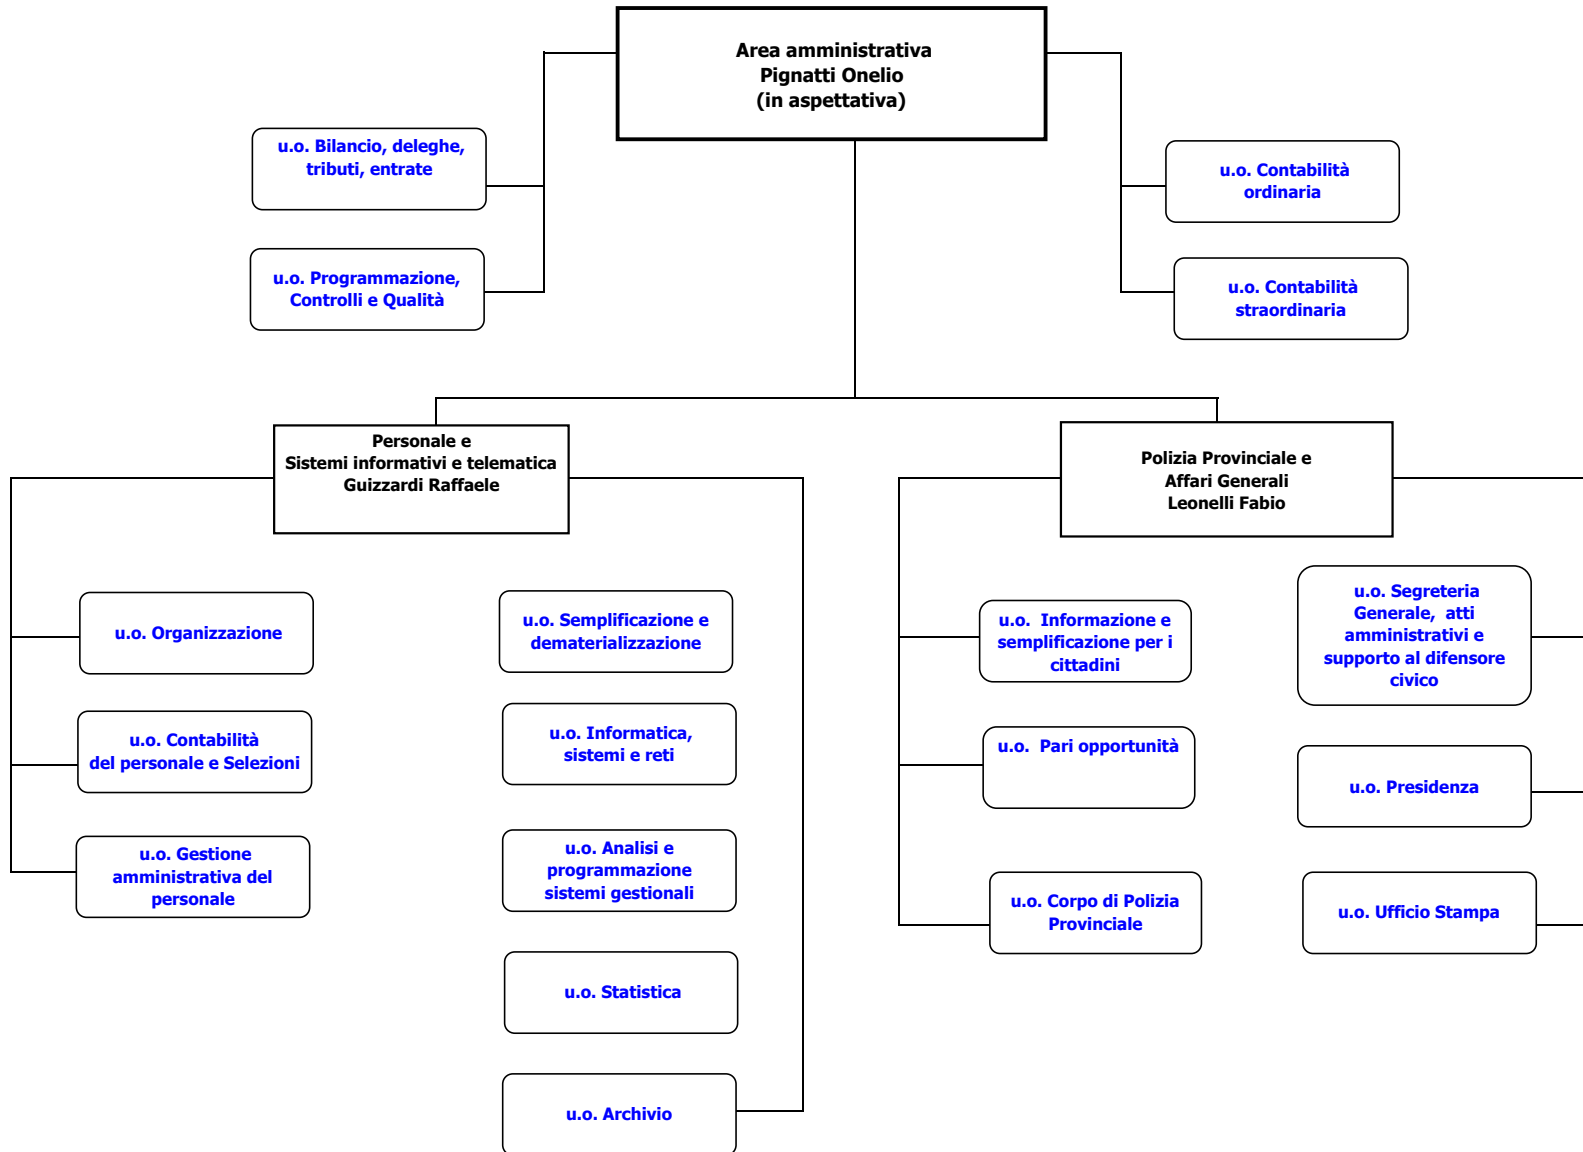 Area amministrativa
Pignatti Onelio
(in aspettativa)
u.o. Bilancio, deleghe,
tributi, entrate
u.o. Programmazione,
Controlli e Qualità
u.o. Contabilità
ordinaria
u.o. Contabilità
straordinaria
Personale e
Sistemi informativi e telematica
Guizzardi Raffaele
u.o. Organizzazione
u.o. Contabilità
del personale e Selezioni
u.o. Gestione
amministrativa del
personale
u.o. Semplificazione e
dematerializzazione
u.o. Informatica,
sistemi e reti
u.o. Analisi e
programmazione
sistemi gestionali
u.o. Statistica
u.o. Archivio
Polizia Provinciale e
Affari Generali
Leonelli Fabio
u.o. Informazione e
semplificazione per i
cittadini
u.o. Pari opportunità
u.o. Corpo di Polizia
Provinciale
u.o. Segreteria
Generale, atti
amministrativi e
supporto al difensore
civico
u.o. Presidenza
u.o. Ufficio Stampa